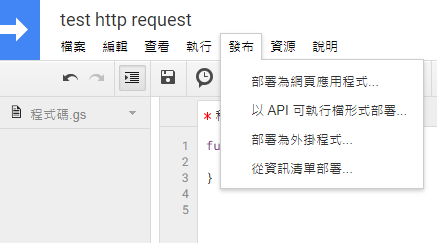 test http request
檔案 編輯 查看 執行 發布 資源 說明
部署為網頁應用程式...
以 API 可執行檔形式部署...
部署為外掛程式...
從資訊清單部署...
程式碼.gs
*
1 fu
2
3 }
4
5